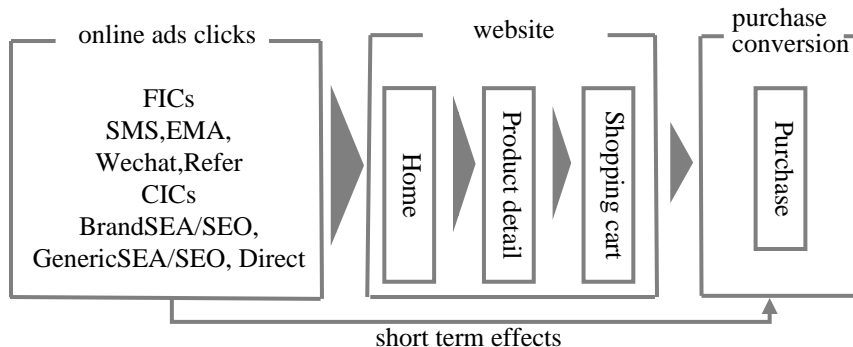 online ads clicks
FICs
SMS,EMA,
Wechat,Refer
CICs
BrandSEA/SEO,
GenericSEA/SEO, Direct
website
Home
Product detail
Shopping cart
purchase
conversion
Purchase
short term effects